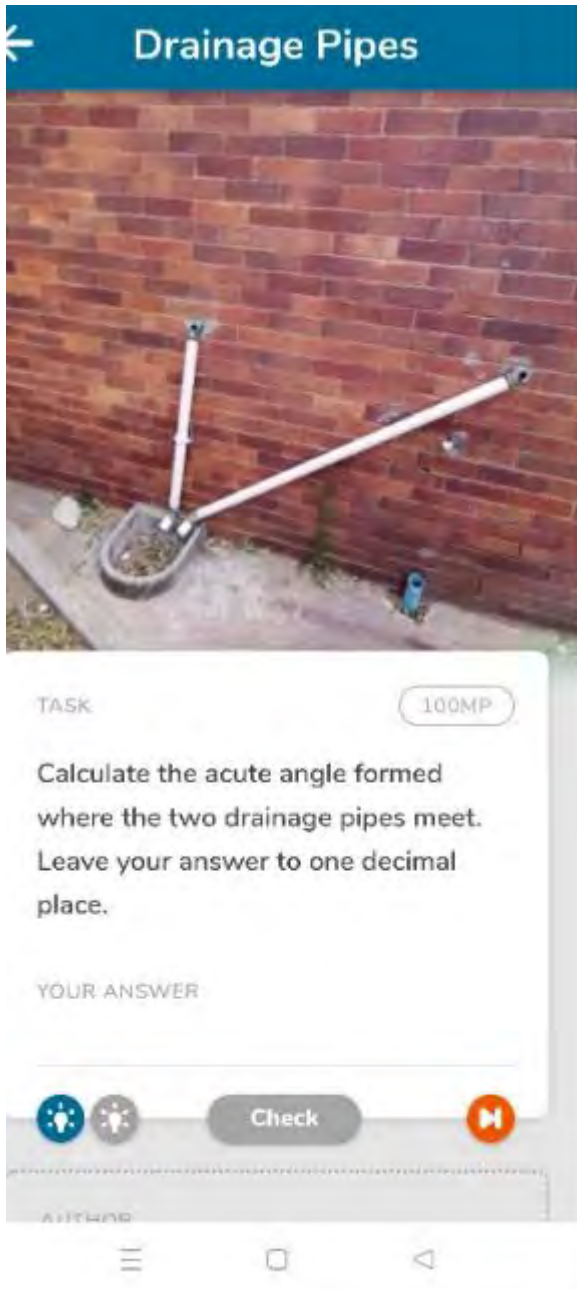 Drainage Pipes
TASK
100MP
Calculate the acute angle formed
where the two drainage pipes meet.
Leave your answer to one decimal
place.
YOUR ANSWER
Check
AUTHOR